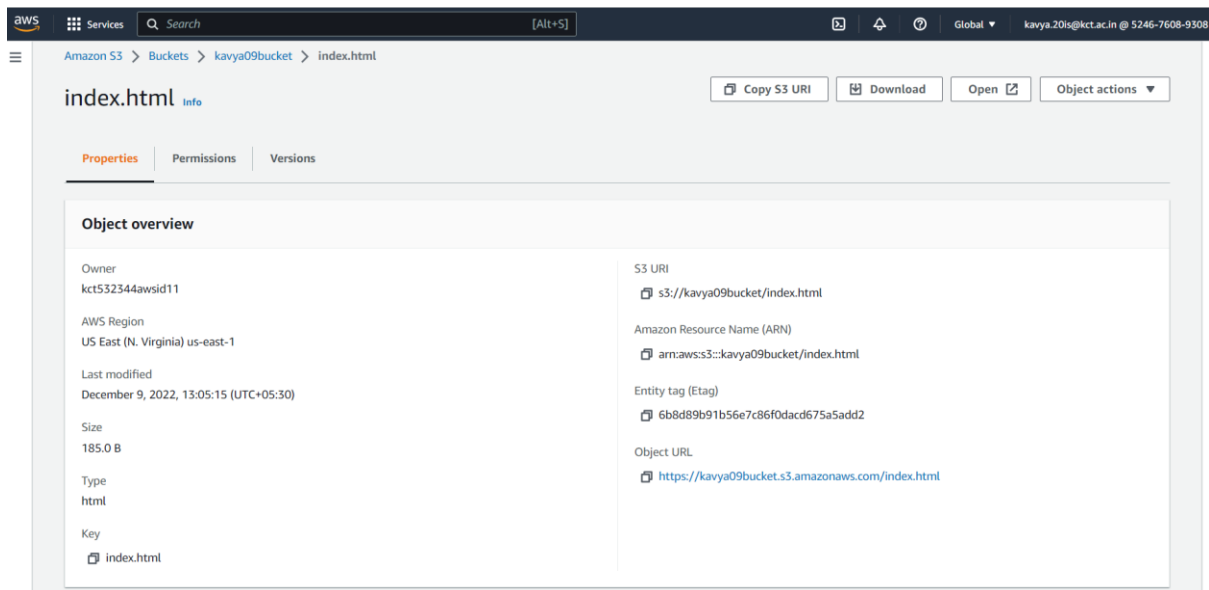 aws Services Search [Alt+S] Global ▼ kavya.20is@kct.ac.in @ 5246-7608-9308
Amazon S3 > Buckets > kavya09bucket > index.html
index.html Info
Copy S3 URI Download Open Object actions ▼
Properties Permissions Versions
Object overview
Owner
kct532344awsid11
AWS Region
US East (N. Virginia) us-east-1
Last modified
December 9, 2022, 13:05:15 (UTC+05:30)
Size
185.0 B
Type
html
Key
index.html
S3 URI
s3://kavya09bucket/index.html
Amazon Resource Name (ARN)
arn:aws:s3:::kavya09bucket/index.html
Entity tag (Etag)
6b8d89b91b56e7c86f0dacd675a5add2
Object URL
https://kavya09bucket.s3.amazonaws.com/index.html